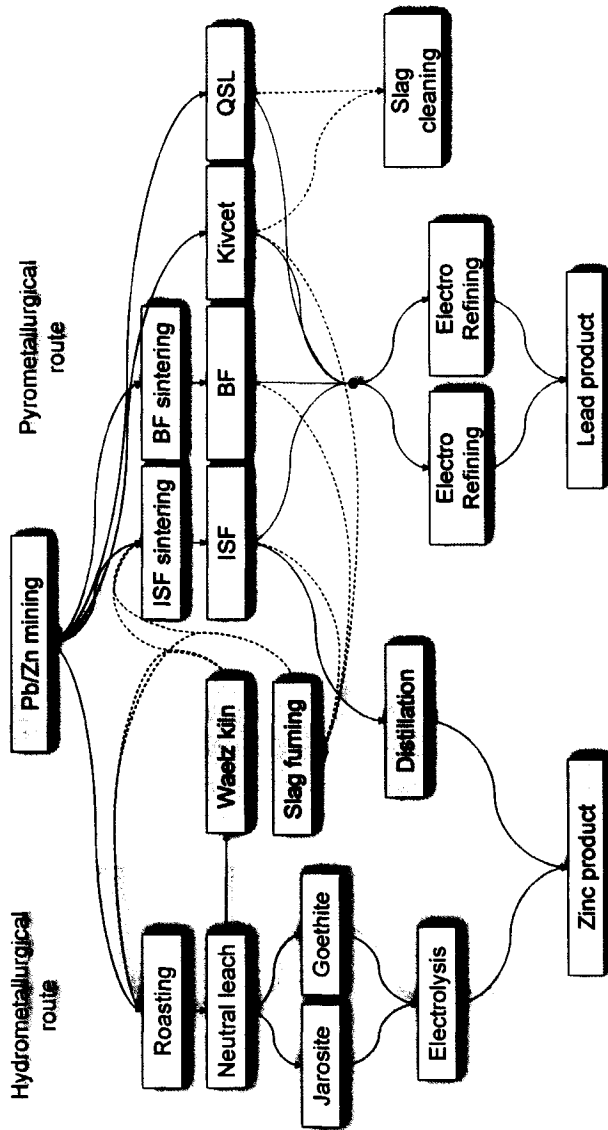 Hydrometallurgical
route
Pyrometallurgical
route
Pb/Zn mining
Roasting
ISF sintering
BF sintering
Neutral leach
Waelz kiln
ISF
BF
Kivcet
QSL
Jarosite
Goethite
Slag fuming
Electrolysis
Distillation
Electro
Refining
Electro
Refining
Slag
cleaning
Zinc product
Lead product